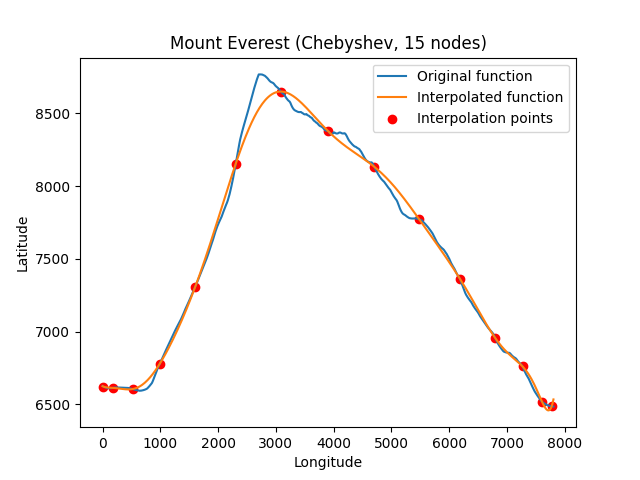 Mount Everest (Chebyshev, 15 nodes)
Original function
Interpolated function
Interpolation points
8500
8000
7500
7000
6500
Latitude
0 1000 2000 3000 4000 5000 6000 7000 8000
Longitude